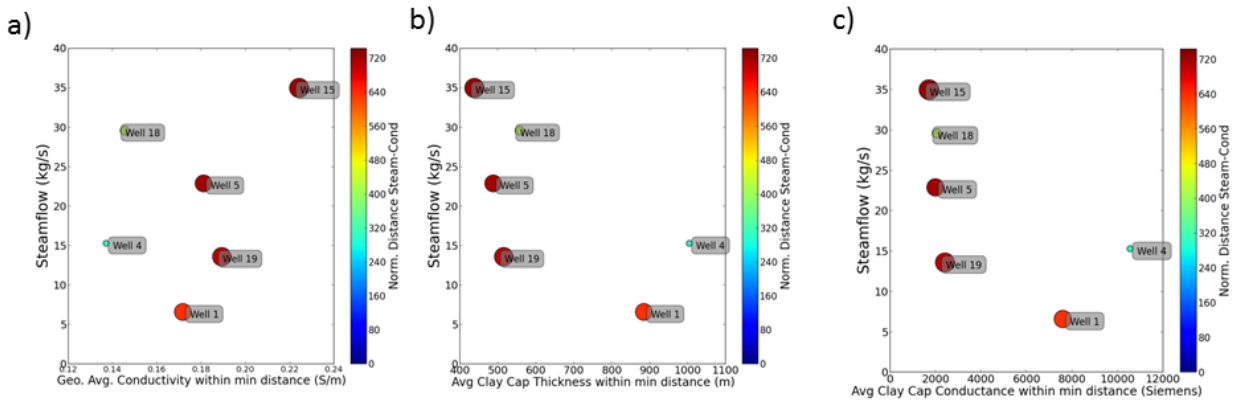 a)
40
35
30
25
20
15
10
5
0
Steamflow (kg/s)
Well 15
Well 18
Well 5
Well 4
Well 19
Well 1
0.12 0.14 0.16 0.18 0.20 0.22 0.24
Geo. Avg. Conductivity within min distance (S/m)
720
640
560
480
400
320
240
160
80
0
Norm. Distance Steam-Cond
b)
40
35
30
25
20
15
10
5
0
Steamflow (kg/s)
Well 15
Well 18
Well 5
Well 4
Well 19
Well 1
400 500 600 700 800 900 1000 1100
Avg Clay Cap Thickness within min distance (m)
720
640
560
480
400
320
240
160
80
0
Norm. Distance Steam-Cond
c)
40
35
30
25
20
15
10
5
0
Steamflow (kg/s)
Well 15
Well 18
Well 5
Well 4
Well 19
Well 1
0 2000 4000 6000 8000 10000 12000
Avg Clay Cap Conductance within min distance (Siemens)
720
640
560
480
400
320
240
160
80
0
Norm. Distance Steam-Cond